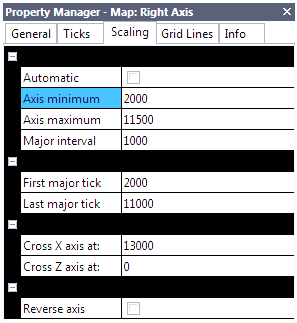 Property Manager - Map: Right Axis
General Ticks Scaling Grid Lines Info
Automatic
Axis minimum 2000
Axis maximum 11500
Major interval 1000
First major tick 2000
Last major tick 11000
Cross X axis at: 13000
Cross Z axis at: 0
Reverse axis